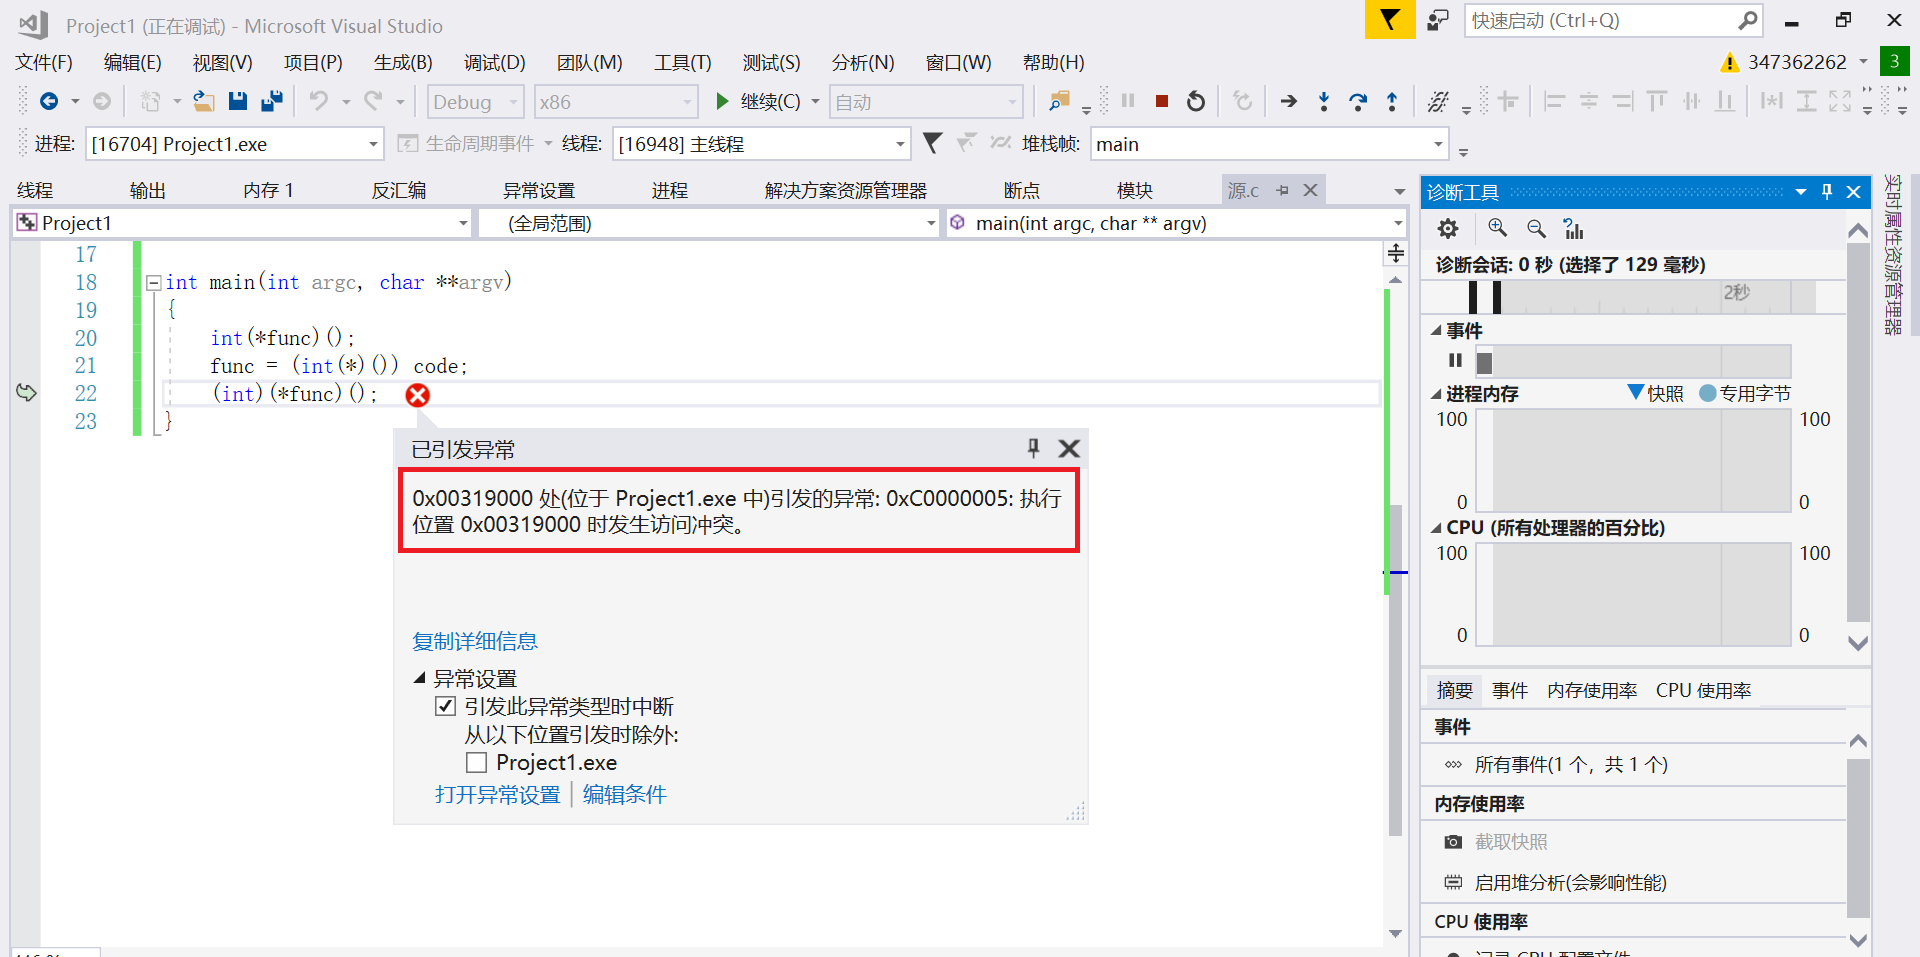 Project1 (正在调试) - Microsoft Visual Studio
快速启动 (Ctrl+Q)
文件(F) 编辑(E) 视图(V) 项目(P) 生成(B) 调试(D) 团队(M) 工具(T) 测试(S) 分析(N) 窗口(W) 帮助(H) 347362262 3
Debug x86 继续(C) 自动
进程: [16704] Project1.exe 生命周期事件 线程: [16948] 主线程 堆栈帧: main
线程 输出 内存 1 反汇编 异常设置 进程 解决方案资源管理器 断点 模块 源.c
Project1 (全局范围) main(int argc, char ** argv)
17
18 int main(int argc, char **argv)
19 {
20 int(*func)();
21 func = (int(*)()) code;
22 (int)(*func)();
23 }
已引发异常
0x00319000 处(位于 Project1.exe 中)引发的异常: 0xC0000005: 执行
位置 0x00319000 时发生访问冲突。
复制详细信息
异常设置
引发此异常类型时中断
从以下位置引发时除外:
Project1.exe
打开异常设置 编辑条件
诊断工具
诊断会话: 0 秒 (选择了 129 毫秒)
2秒
事件
进程内存 快照 专用字节
100 100
0 0
CPU (所有处理器的百分比)
100 100
0 0
摘要 事件 内存使用率 CPU 使用率
事件
所有事件(1 个，共 1 个)
内存使用率
截取快照
启用堆分析(会影响性能)
CPU 使用率
记录 CPU 配置文件
实时属性资源管理器